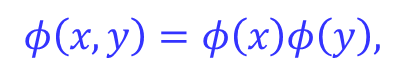 ϕ(x, y) = ϕ(x)ϕ(y),